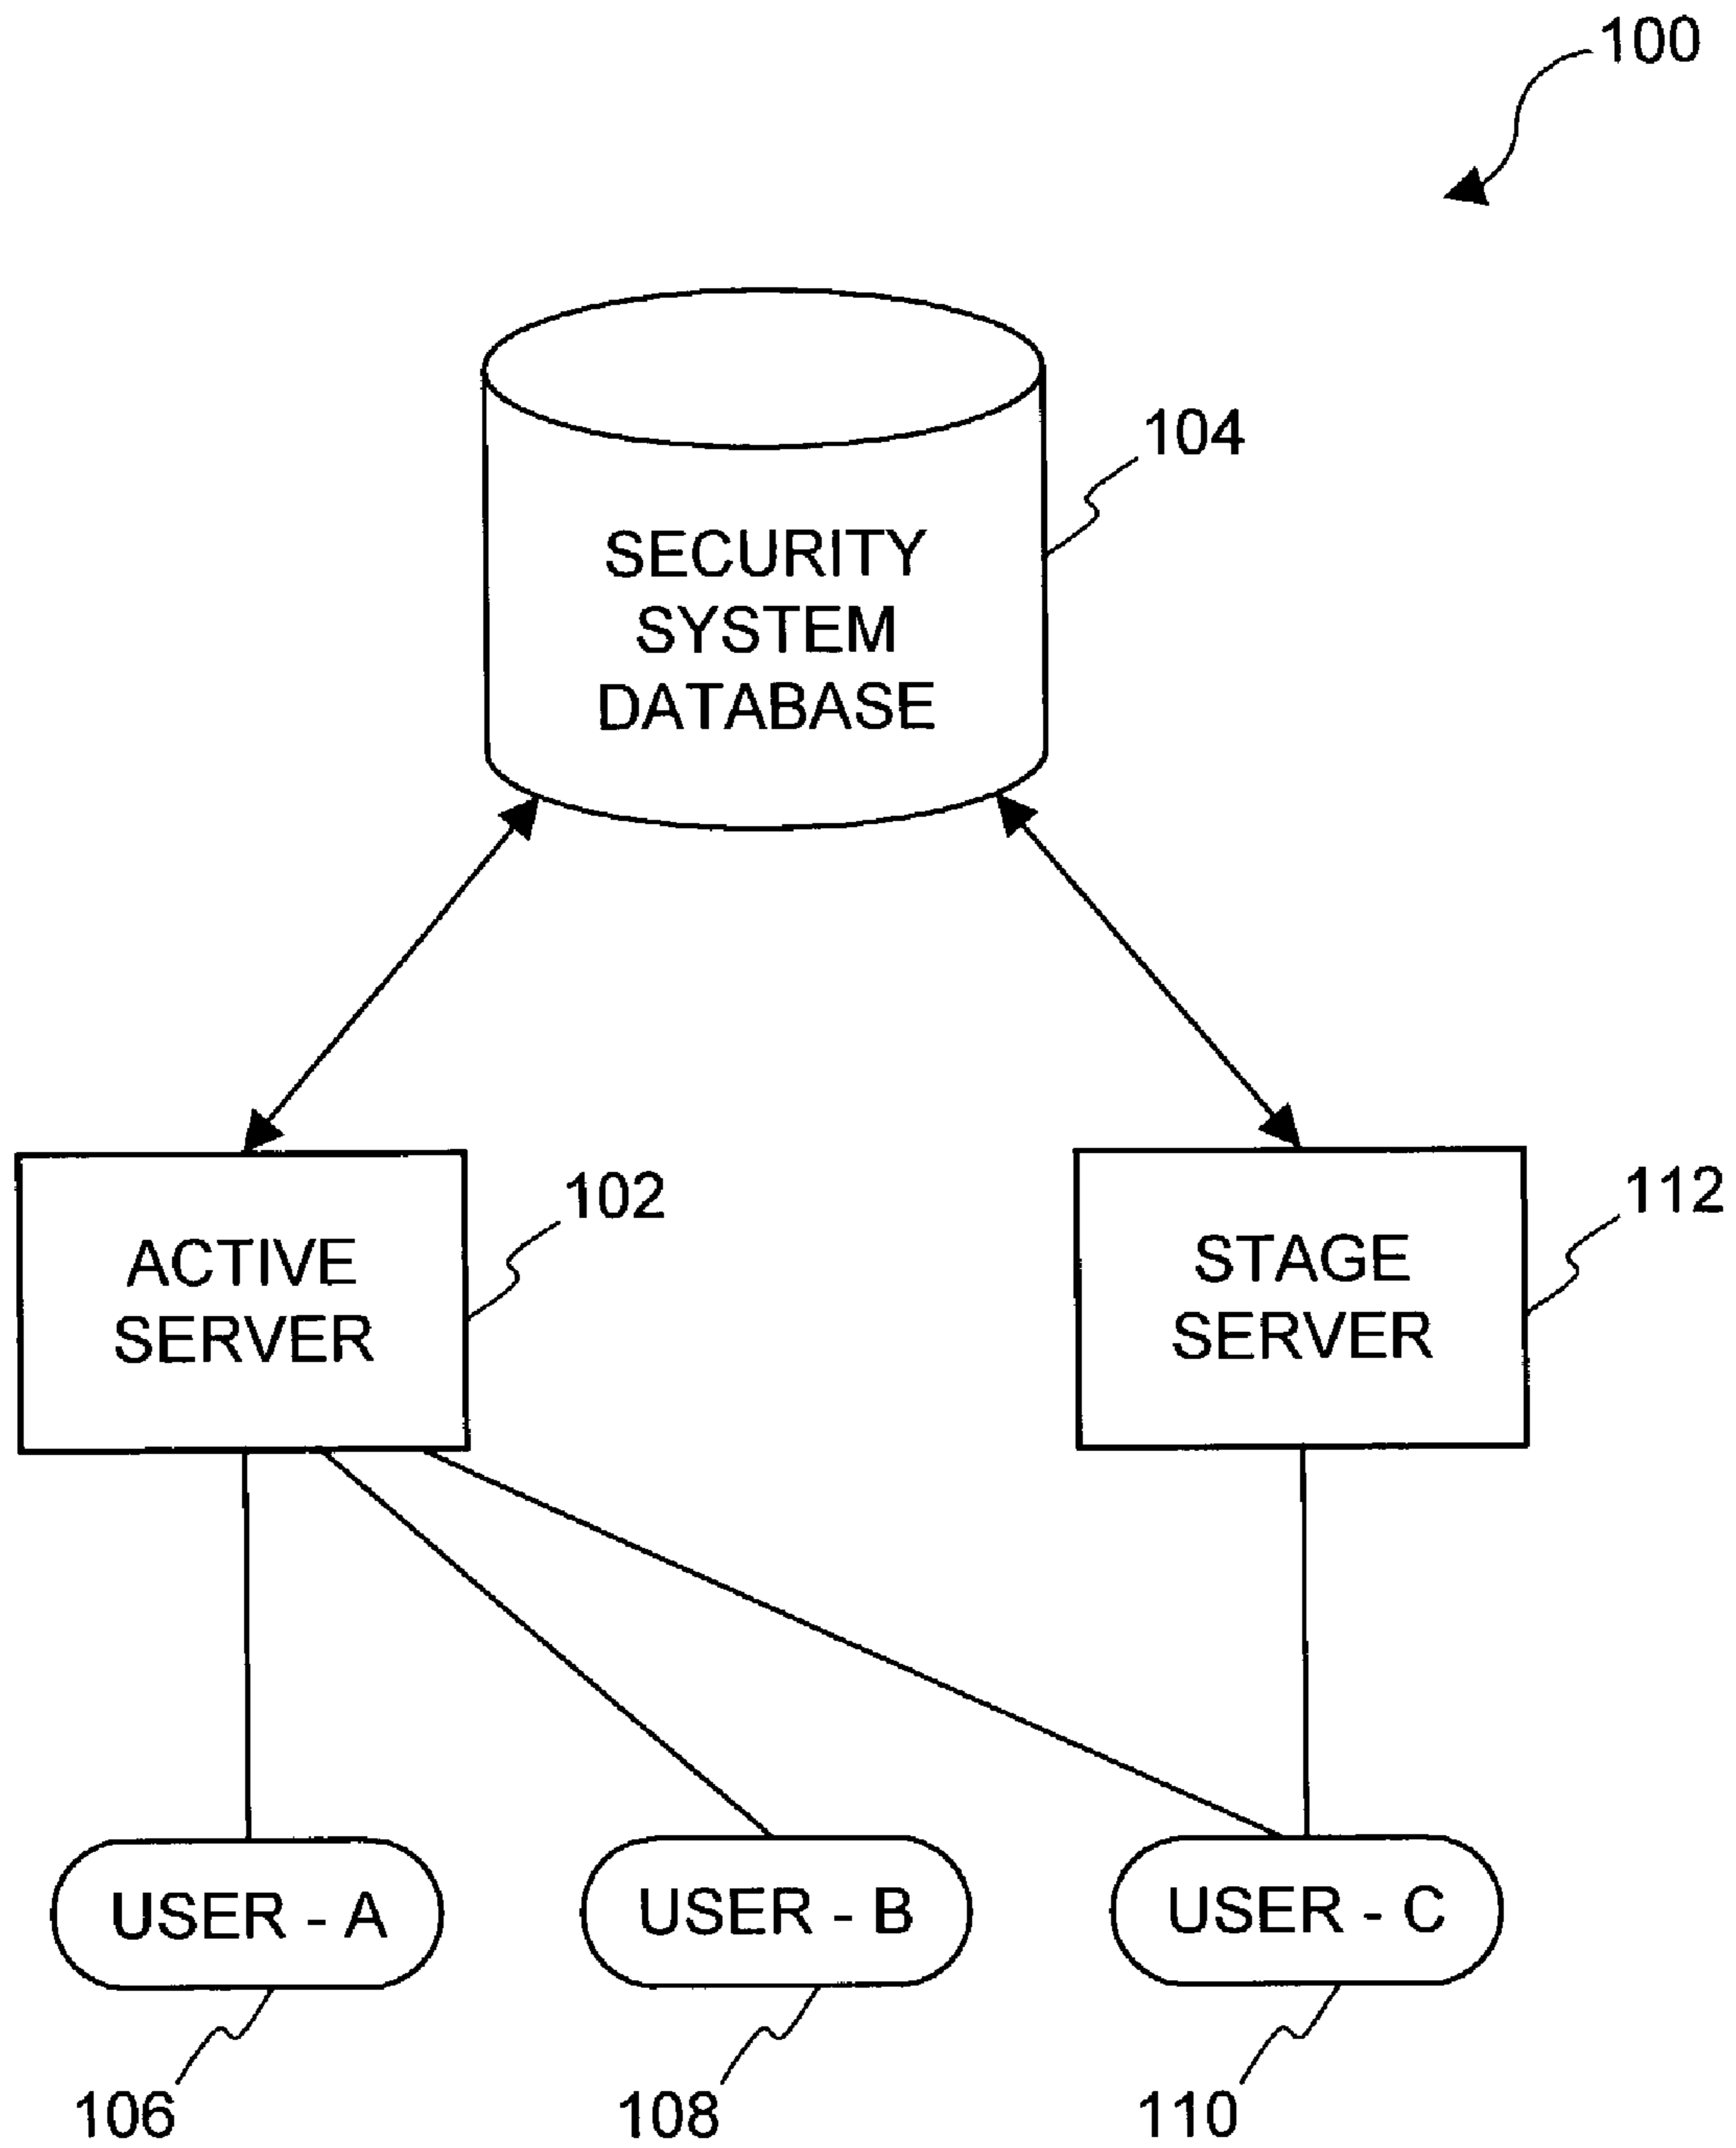 100
104
SECURITY
SYSTEM
DATABASE
102
112
ACTIVE
SERVER
STAGE
SERVER
USER - A
USER - B
USER - C
106
108
110